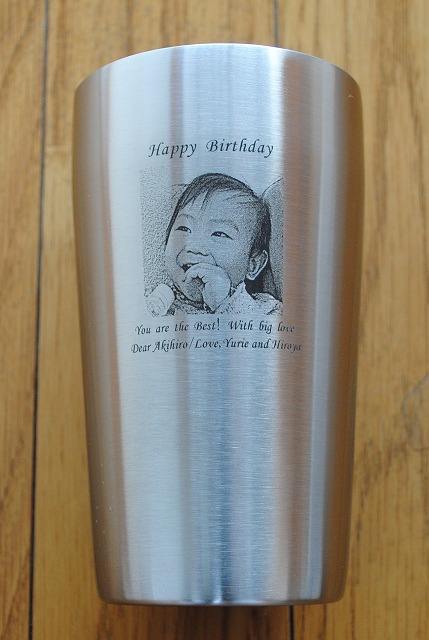 Happy Birthday
You are the Best! With big love
Dear Akihiro/Love, Yurie and Hiroya